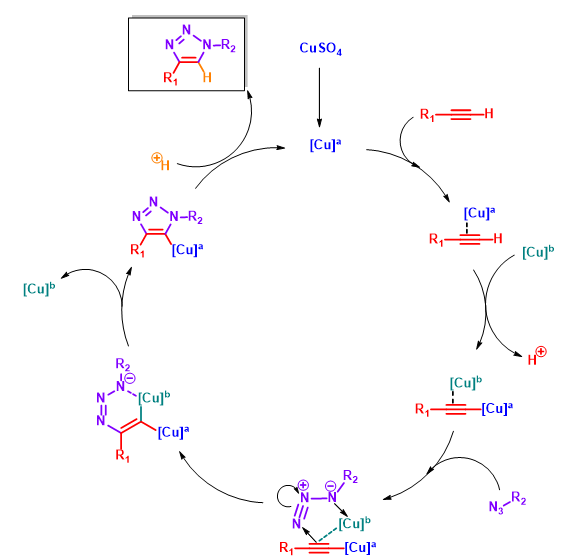 N
N N R₂
R₁ H
CuSO₄
[Cu]ᵃ
R₁ H
⊕H
N
N N R₂
R₁ [Cu]ᵃ
[Cu]ᵃ
R₁ H
[Cu]ᵇ
[Cu]ᵇ
H⊕
R₂
N⊖
N [Cu]ᵇ
N
[Cu]ᵃ
R₁
[Cu]ᵇ
R₁ [Cu]ᵃ
N₃ R₂
⊕ ⊖ R₂
N N
N [Cu]ᵇ
R₁ [Cu]ᵃ